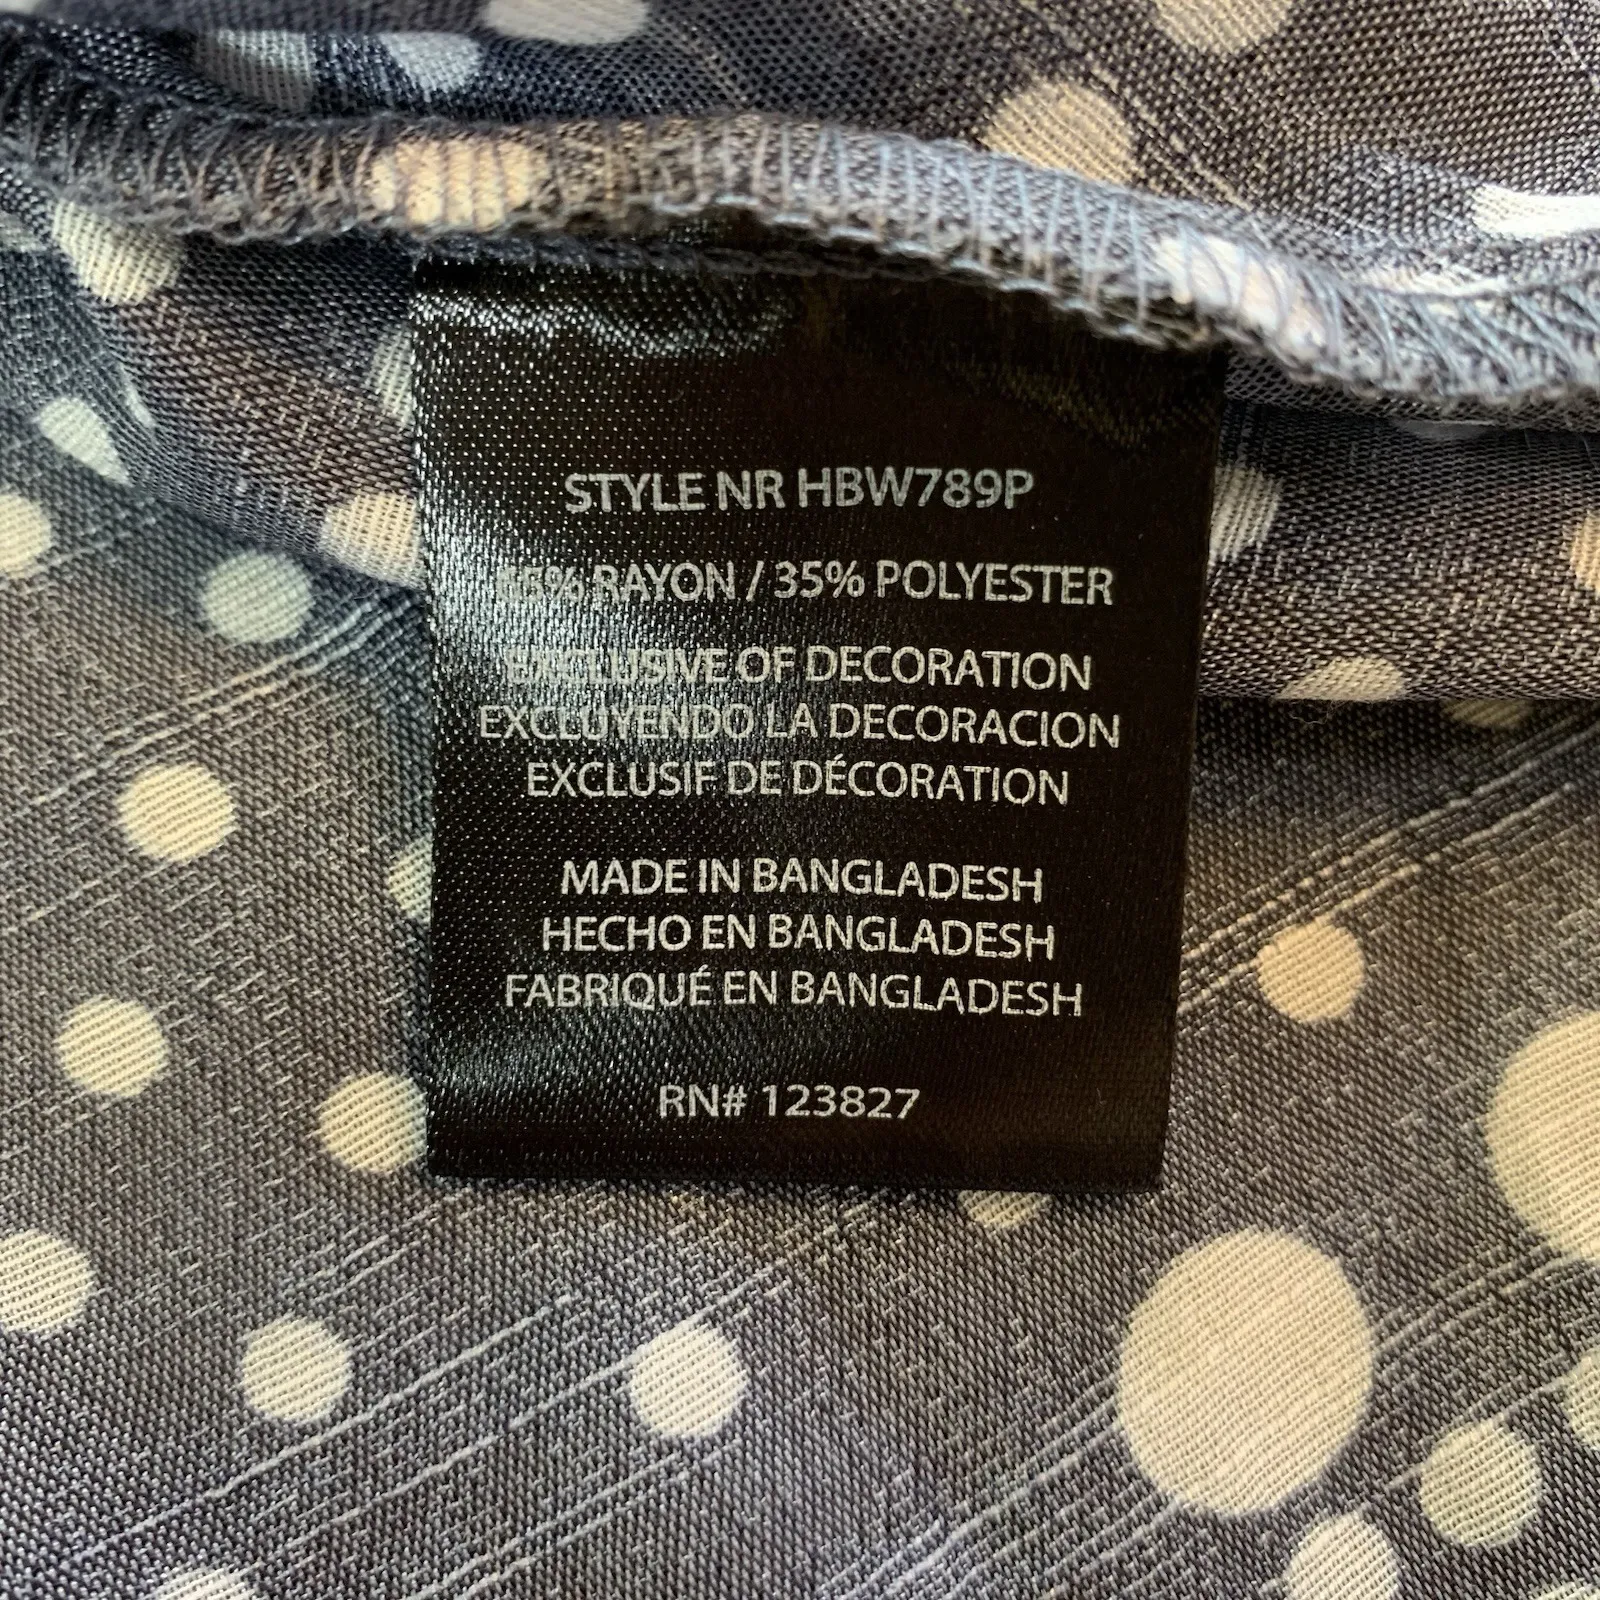 STYLE NR HBW789P
65% RAYON / 35% POLYESTER
EXCLUSIVE OF DECORATION
EXCLUYENDO LA DECORACION
EXCLUSIF DE DÉCORATION
MADE IN BANGLADESH
HECHO EN BANGLADESH
FABRIQUÉ EN BANGLADESH
RN# 123827